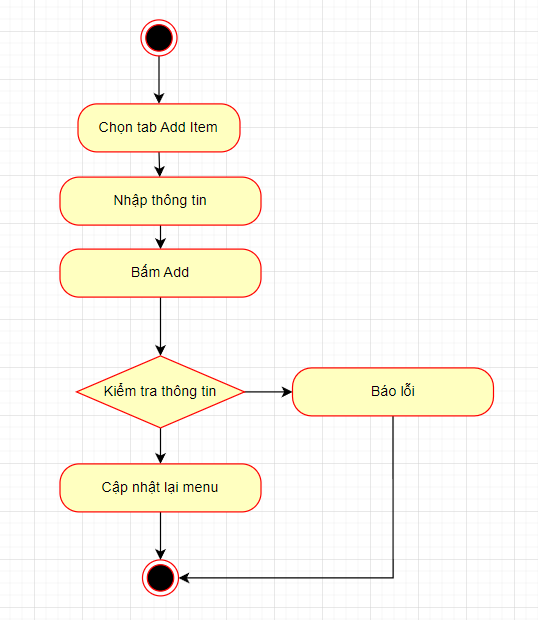 Chọn tab Add Item
Nhập thông tin
Bấm Add
Kiểm tra thông tin
Báo lỗi
Cập nhật lại menu